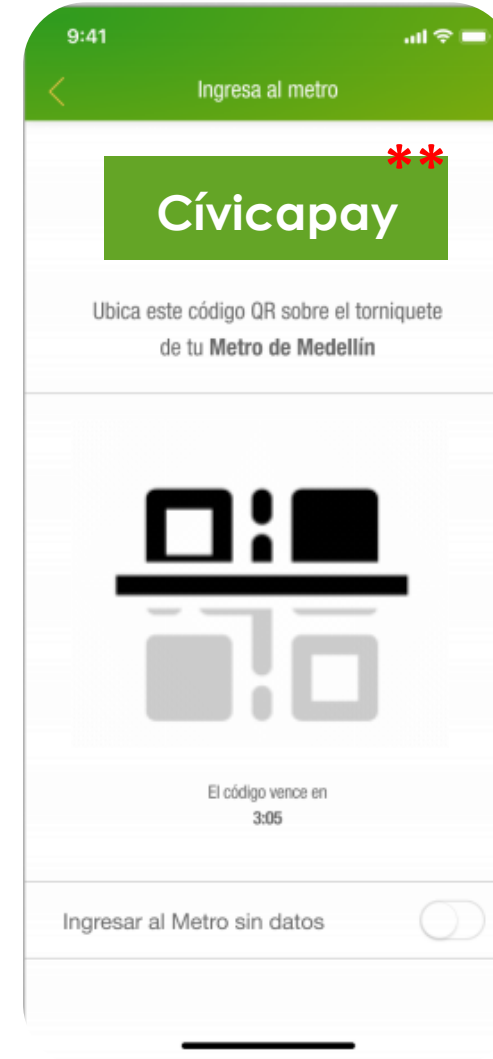 9:41
Ingresa al metro
**
Cívicapay
Ubica este código QR sobre el torniquete
de tu Metro de Medellín
El código vence en
3:05
Ingresar al Metro sin datos